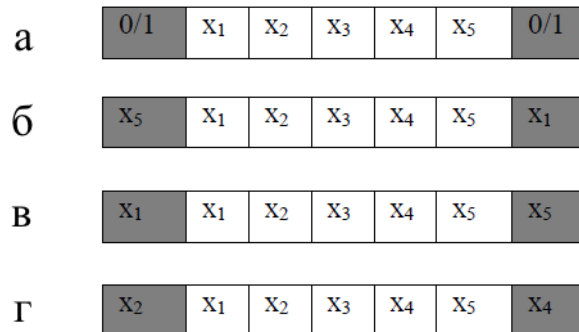 а 0/1 x₁ x₂ x₃ x₄ x₅ 0/1
б x₅ x₁ x₂ x₃ x₄ x₅ x₁
в x₁ x₁ x₂ x₃ x₄ x₅ x₅
г x₂ x₁ x₂ x₃ x₄ x₅ x₄